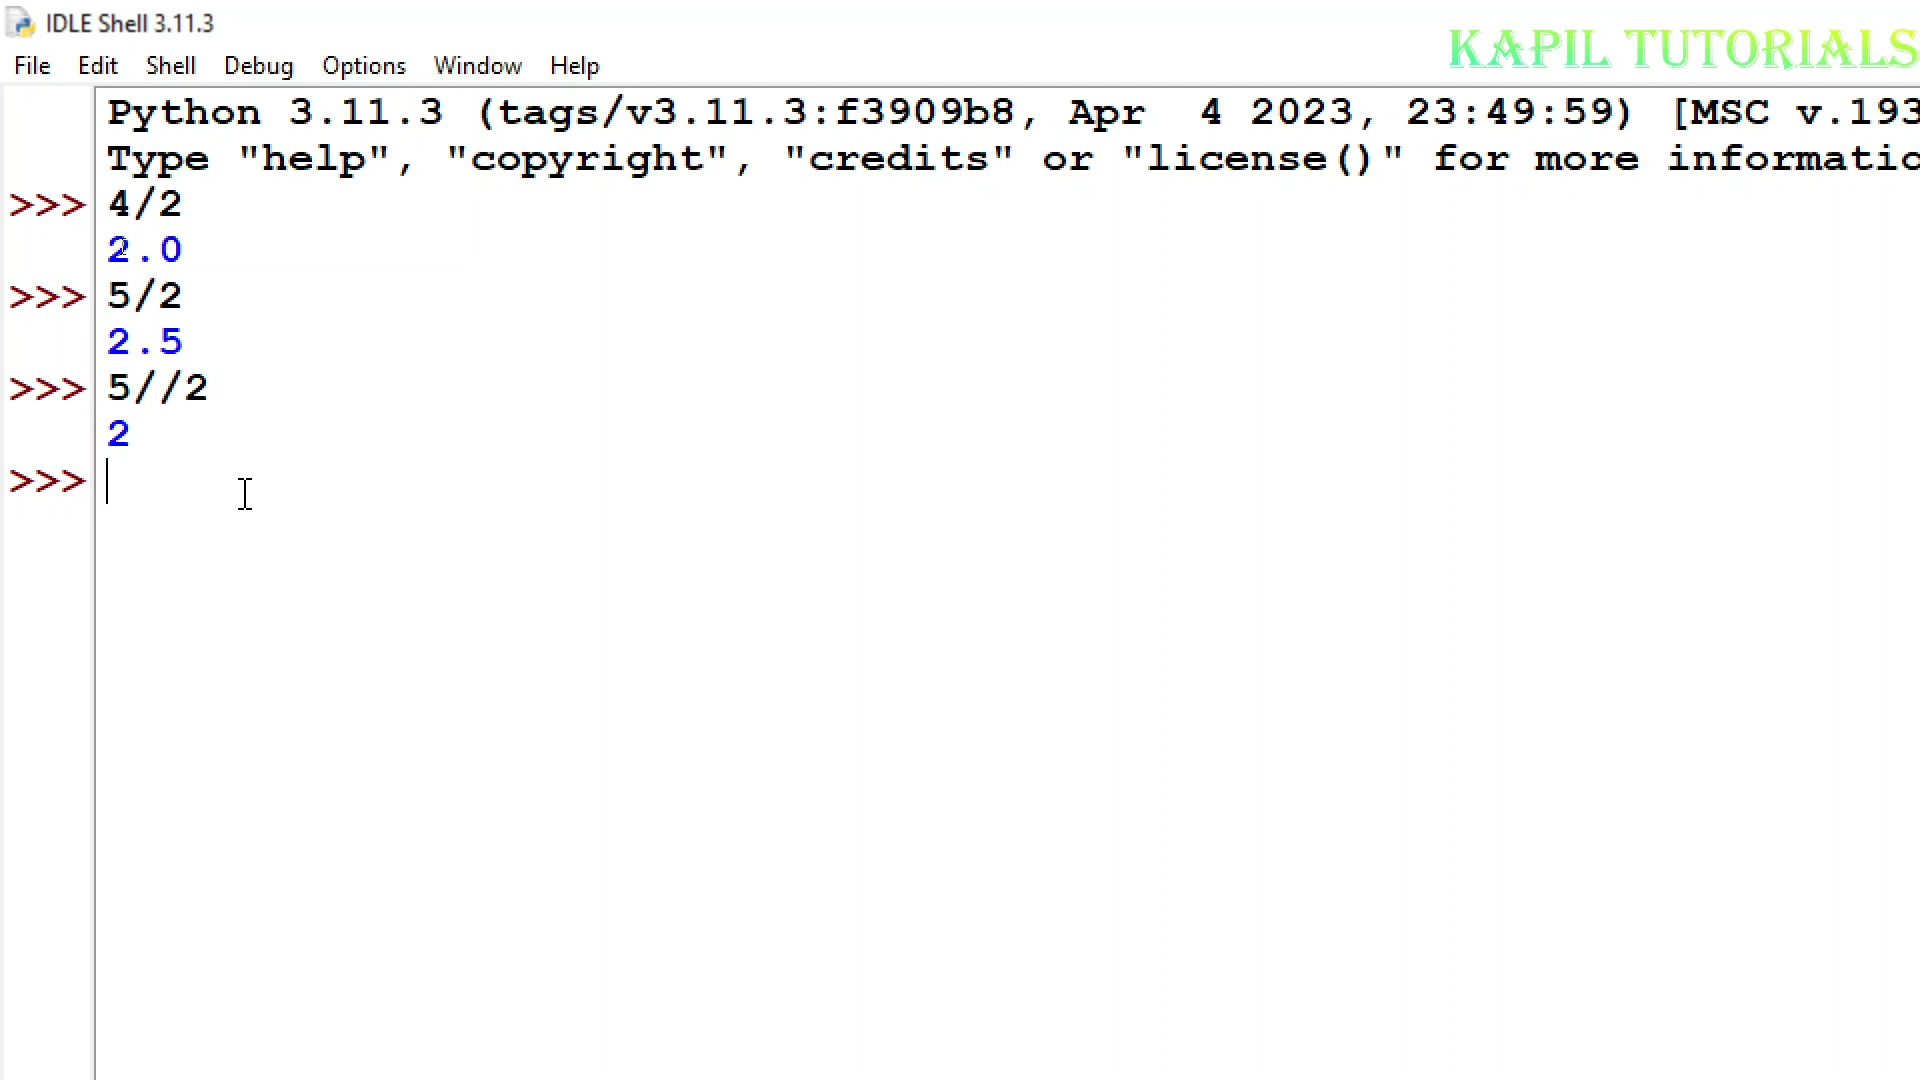 IDLE Shell 3.11.3
KAPIL TUTORIALS
File Edit Shell Debug Options Window Help
Python 3.11.3 (tags/v3.11.3:f3909b8, Apr  4 2023, 23:49:59) [MSC v.193
Type "help", "copyright", "credits" or "license()" for more informatic
>>> 4/2
2.0
>>> 5/2
2.5
>>> 5//2
2
>>>